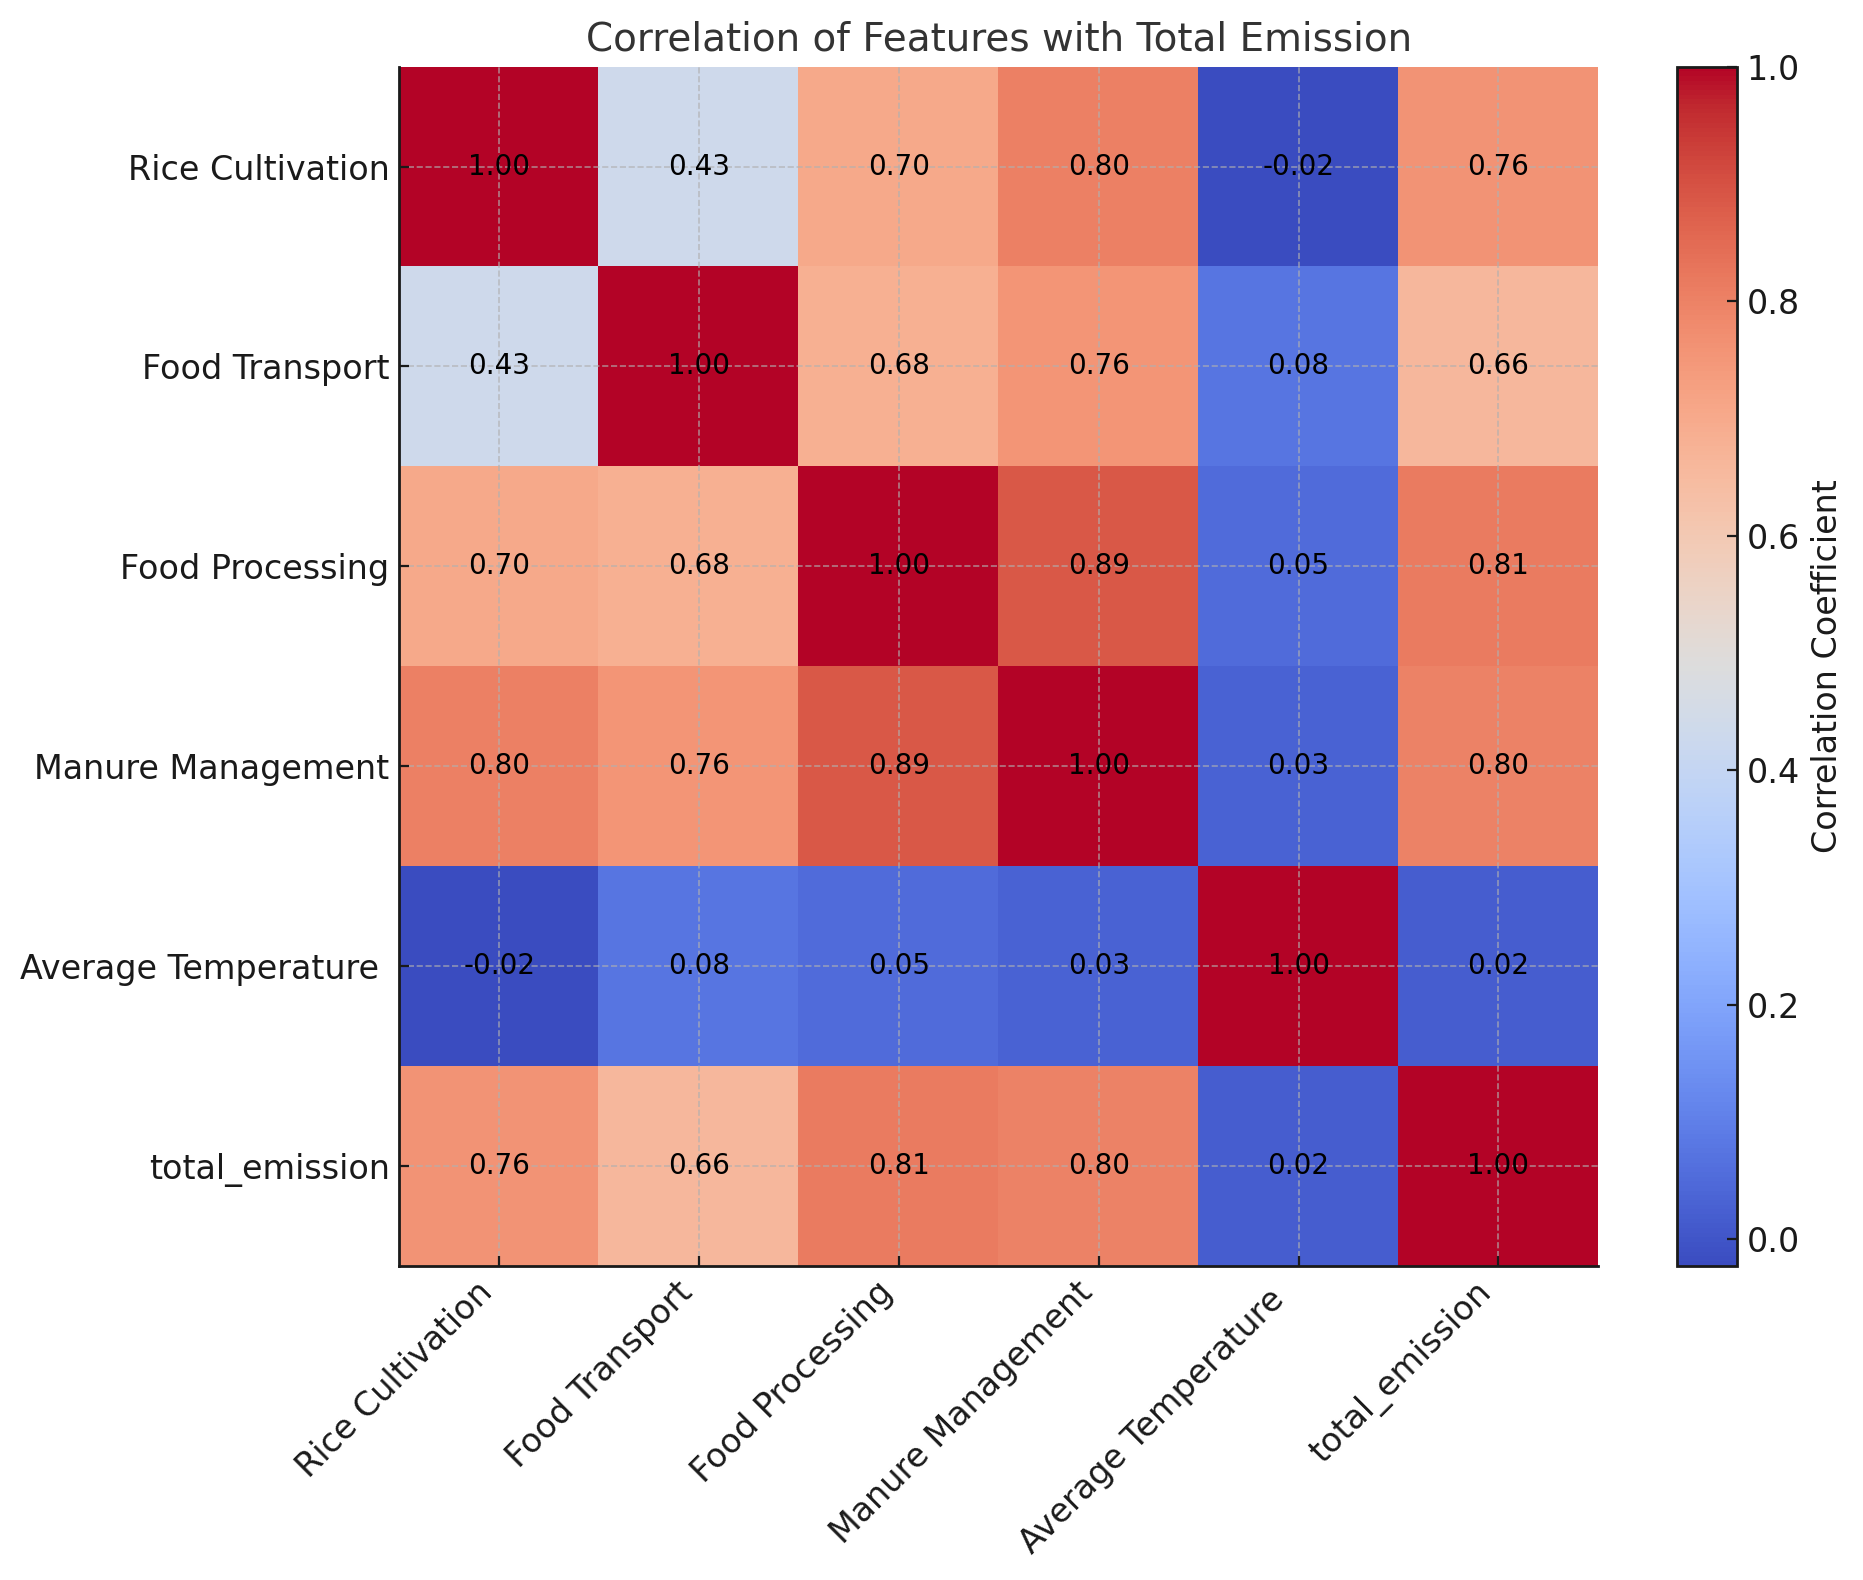 Correlation of Features with Total Emission
Rice Cultivation 1.00 0.43 0.70 0.80 -0.02 0.76
Food Transport 0.43 1.00 0.68 0.76 0.08 0.66
Food Processing 0.70 0.68 1.00 0.89 0.05 0.81
Manure Management 0.80 0.76 0.89 1.00 0.03 0.80
Average Temperature -0.02 0.08 0.05 0.03 1.00 0.02
total_emission 0.76 0.66 0.81 0.80 0.02 1.00
Rice Cultivation
Food Transport
Food Processing
Manure Management
Average Temperature
total_emission
1.0
0.8
0.6
0.4
0.2
0.0
Correlation Coefficient